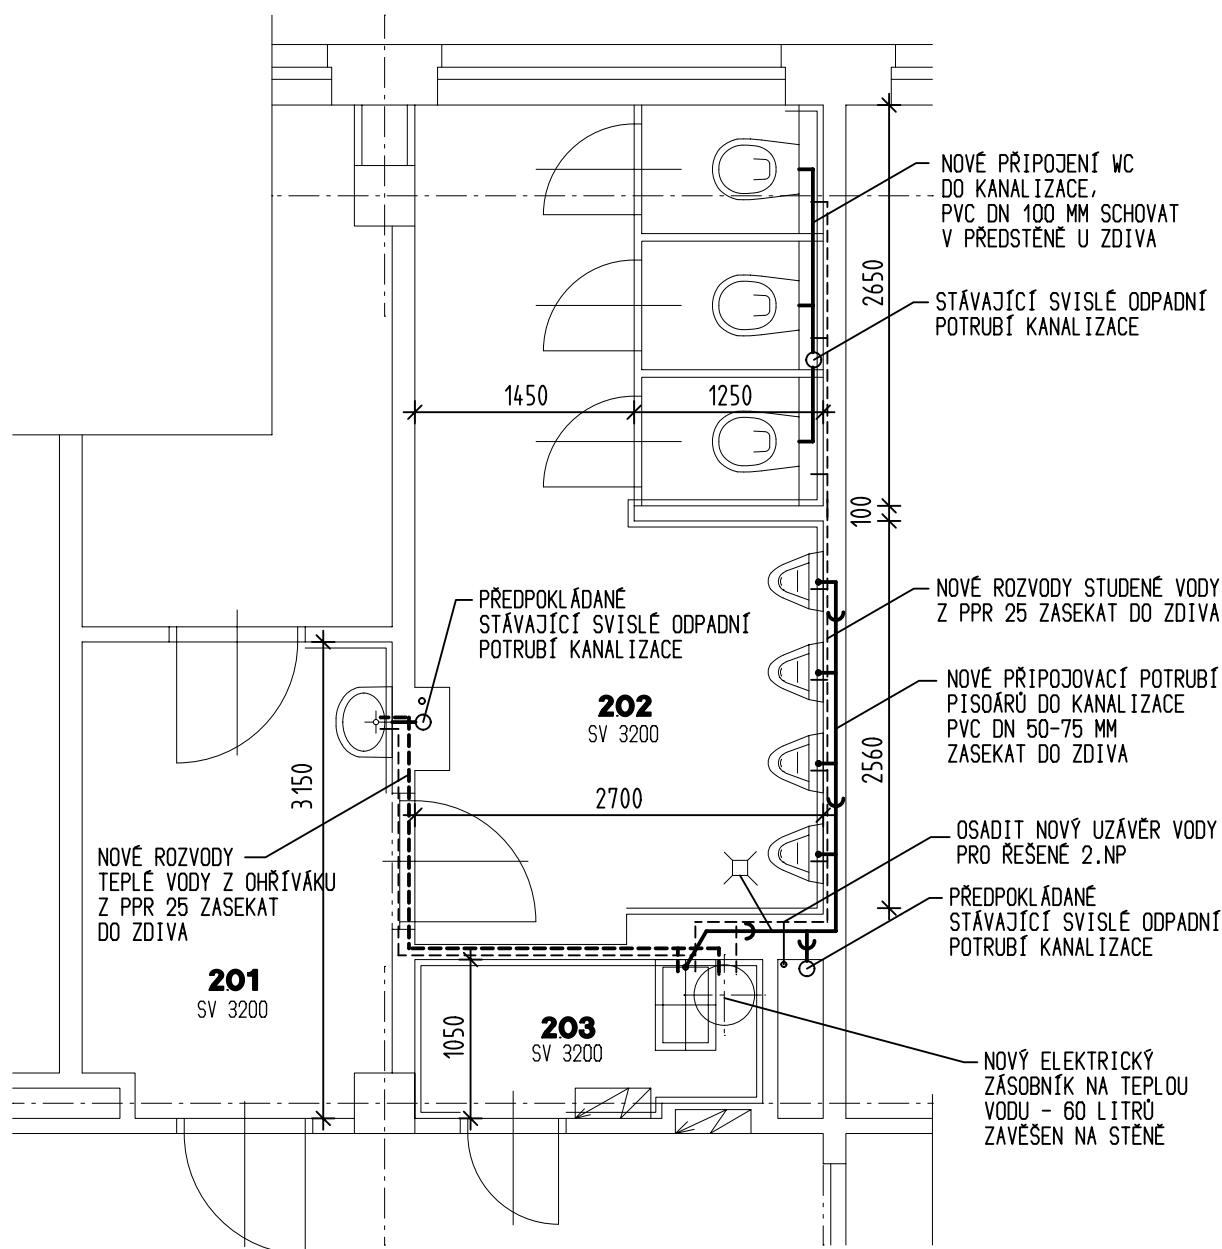 NOVÉ PŘIPOJENÍ WC
DO KANALIZACE,
PVC DN 100 MM SCHOVAT
V PŘEDSTĚNĚ U ZDIVA
2650
STÁVAJÍCÍ SVISLÉ ODPADNÍ
POTRUBÍ KANALIZACE
1450
1250
100
NOVÉ ROZVODY STUDENÉ VODY
Z PPR 25 ZASEKAT DO ZDIVA
PŘEDPOKLÁDANÉ
STÁVAJÍCÍ SVISLÉ ODPADNÍ
POTRUBÍ KANALIZACE
NOVÉ PŘIPOJOVACÍ POTRUBÍ
PISOÁRŮ DO KANALIZACE
PVC DN 50-75 MM
ZASEKAT DO ZDIVA
202
SV 3200
2560
3150
2700
OSADIT NOVÝ UZÁVĚR VODY
PRO ŘEŠENÉ 2.NP
NOVÉ ROZVODY
TEPLÉ VODY Z OHŘÍVÁKU
Z PPR 25 ZASEKAT
DO ZDIVA
PŘEDPOKLÁDANÉ
STÁVAJÍCÍ SVISLÉ ODPADNÍ
POTRUBÍ KANALIZACE
201
SV 3200
1050
203
SV 3200
NOVÝ ELEKTRICKÝ
ZÁSOBNÍK NA TEPLOU
VODU - 60 LITRŮ
ZAVĚŠEN NA STĚNĚ